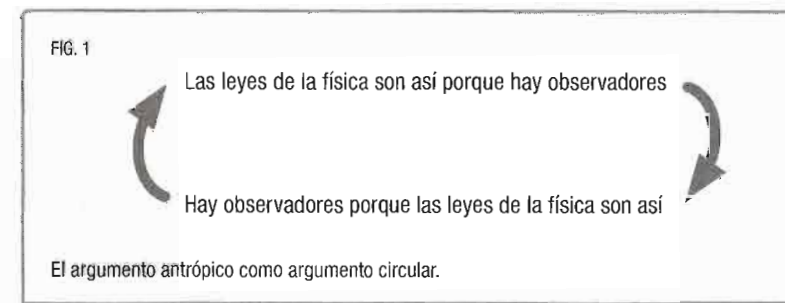 FIG. 1
Las leyes de la física son así porque hay observadores
Hay observadores porque las leyes de la física son así
El argumento antrópico como argumento circular.